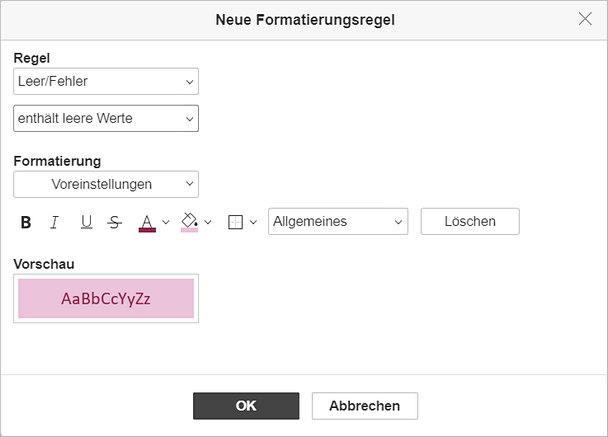 Neue Formatierungsregel
Regel
Leer/Fehler
enthält leere Werte
Formatierung
Voreinstellungen
B I U S A Allgemeines Löschen
Vorschau
AaBbCcYyZz
OK Abbrechen